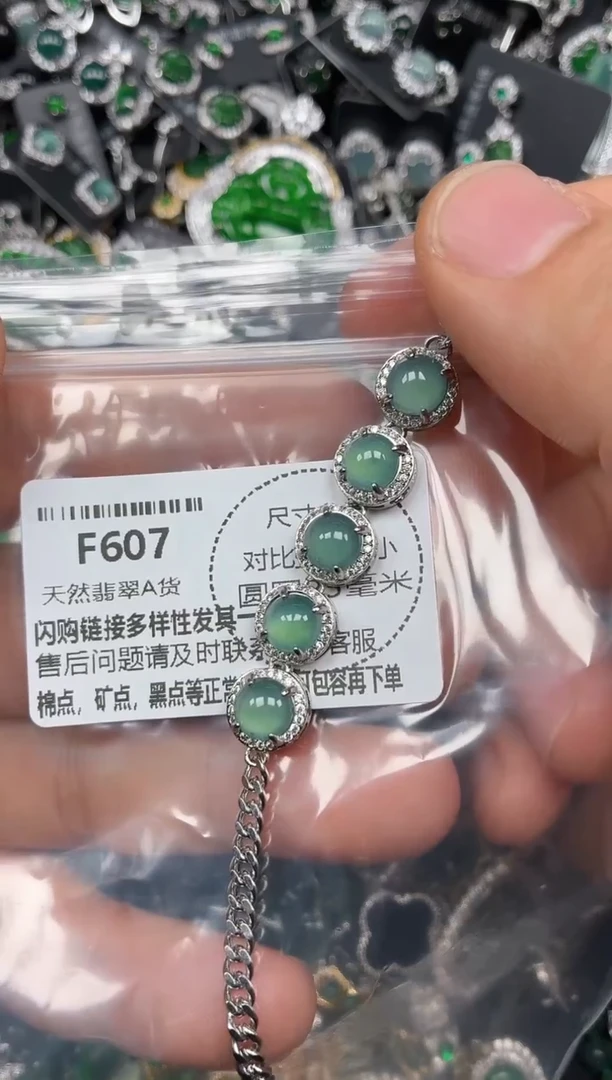 F607
天然翡翠A货
尺寸
对比 小
圆 毫米
闪购链接多样性发其一
售后问题请及时联系 客服
棉点,矿点,黑点等正常 包容再下单